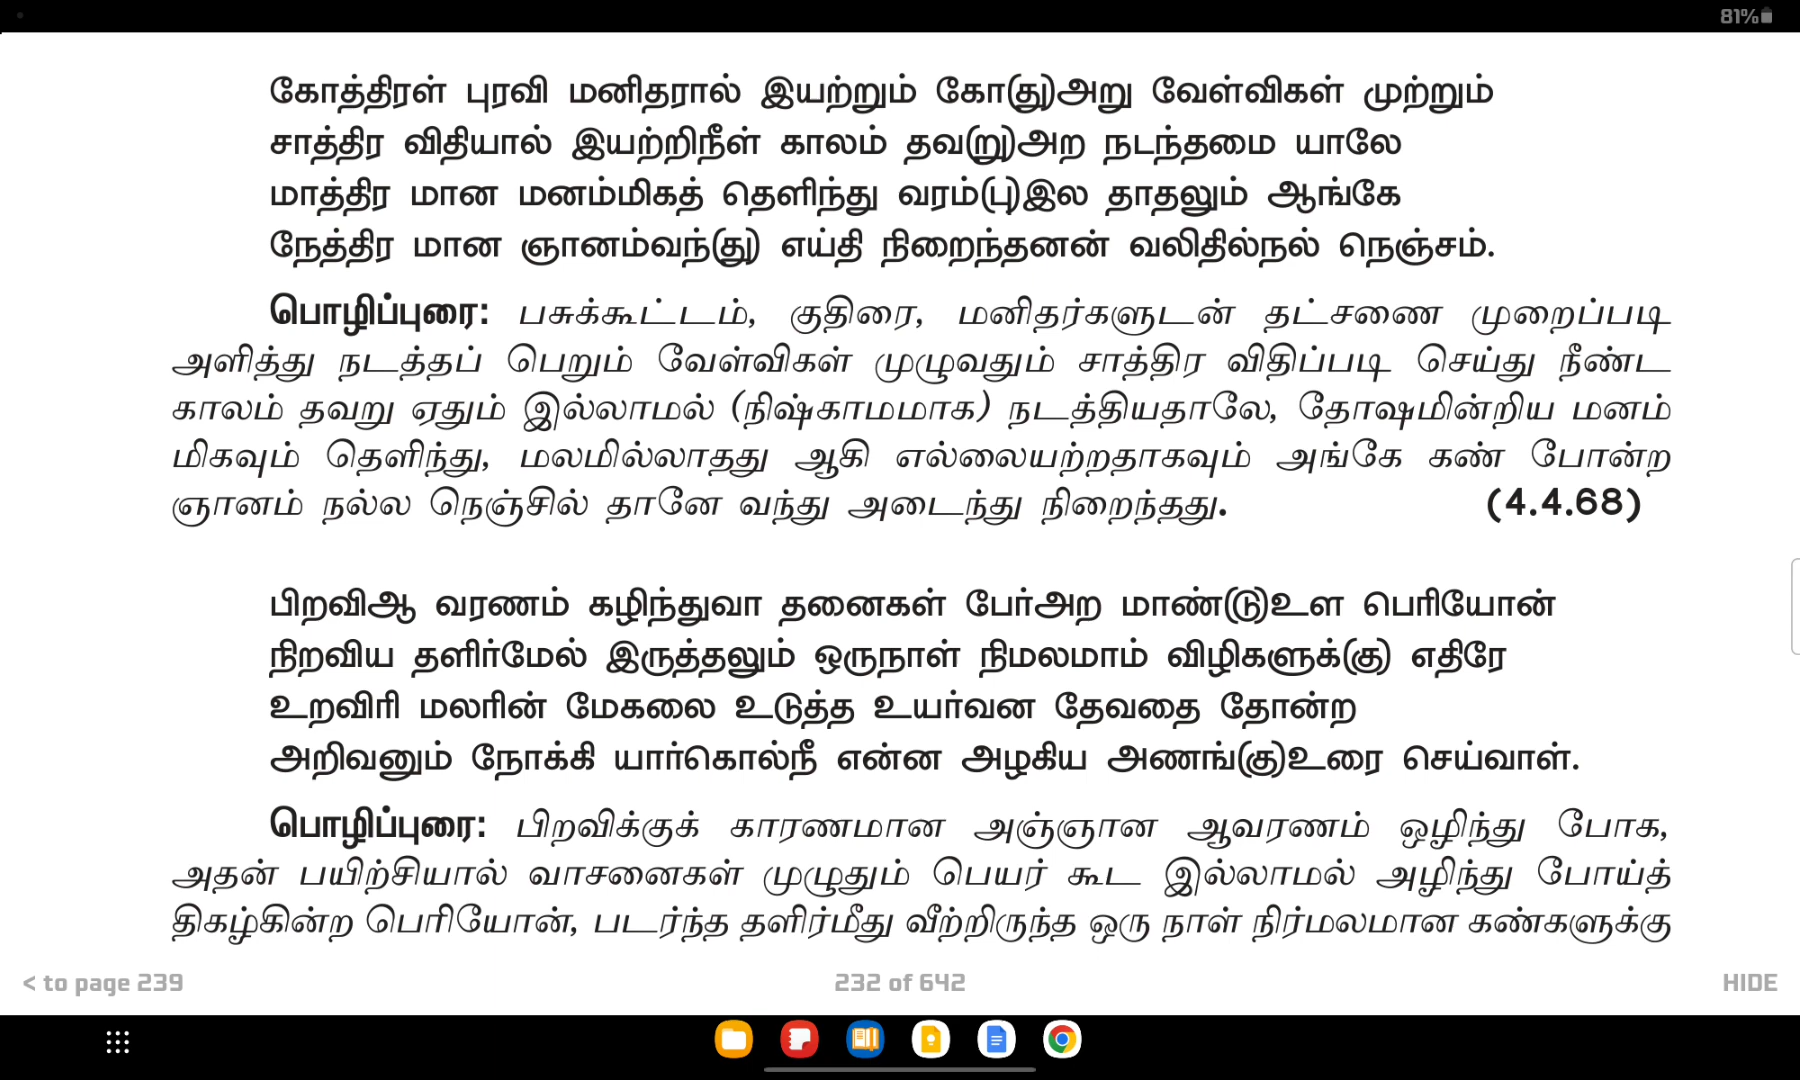 81%
கோத்திரள் புரவி மனிதரால் இயற்றும் கோ(து)அறு வேள்விகள் முற்றும்
சாத்திர விதியால் இயற்றிநீள் காலம் தவ(று)அற நடந்தமை யாலே
மாத்திர மான மனம்மிகத் தெளிந்து வரம்(பு)இல தாதலும் ஆங்கே
நேத்திர மான ஞானம்வந்(து) எய்தி நிறைந்தனன் வலிதில்நல் நெஞ்சம்.
பொழிப்புரை: பசுக்கூட்டம், குதிரை, மனிதர்களுடன் தட்சணை முறைப்படி
அளித்து நடத்தப் பெறும் வேள்விகள் முழுவதும் சாத்திர விதிப்படி செய்து நீண்ட
காலம் தவறு ஏதும் இல்லாமல் (நிஷ்காமமாக) நடத்தியதாலே, தோஷமின்றிய மனம்
மிகவும் தெளிந்து, மலமில்லாதது ஆகி எல்லையற்றதாகவும் அங்கே கண் போன்ற
ஞானம் நல்ல நெஞ்சில் தானே வந்து அடைந்து நிறைந்தது. (4.4.68)
பிறவிஆ வரணம் கழிந்துவா தனைகள் பேர்அற மாண்(டு)உள பெரியோன்
நிறவிய தளிர்மேல் இருத்தலும் ஒருநாள் நிமலமாம் விழிகளுக்(கு) எதிரே
உறவிரி மலரின் மேகலை உடுத்த உயர்வன தேவதை தோன்ற
அறிவனும் நோக்கி யார்கொல்நீ என்ன அழகிய அணங்(கு)உரை செய்வாள்.
பொழிப்புரை: பிறவிக்குக் காரணமான அஞ்ஞான ஆவரணம் ஒழிந்து போக,
அதன் பயிற்சியால் வாசனைகள் முழுதும் பெயர் கூட இல்லாமல் அழிந்து போய்த்
திகழ்கின்ற பெரியோன், படர்ந்த தளிர்மீது வீற்றிருந்த ஒரு நாள் நிர்மலமான கண்களுக்கு
< to page 239 232 of 642 HIDE